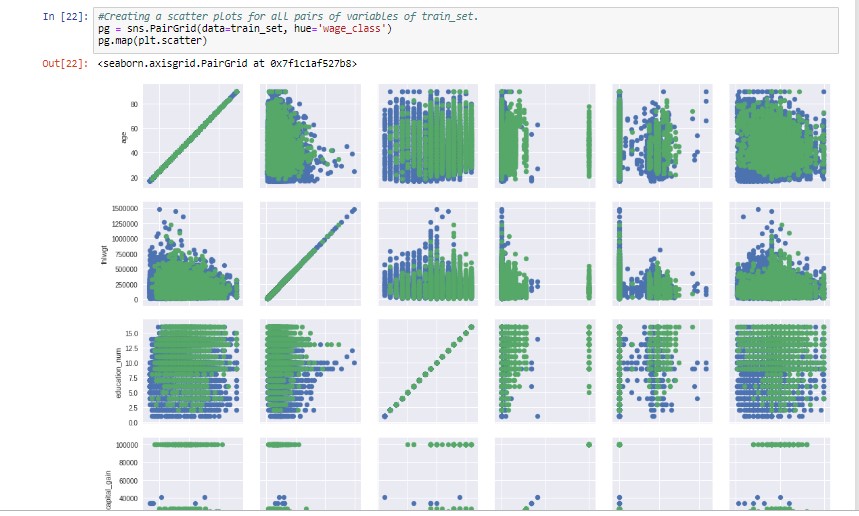 In [22]: #Creating a scatter plots for all pairs of variables of train_set.
pg = sns.PairGrid(data=train_set, hue='wage_class')
pg.map(plt.scatter)
Out[22]: <seaborn.axisgrid.PairGrid at 0x7f1c1af527b8>
age
80
60
40
20
fnlwgt
1500000
1250000
1000000
750000
500000
250000
0
education_num
15.0
12.5
10.0
7.5
5.0
2.5
0.0
capital_gain
100000
80000
60000
40000